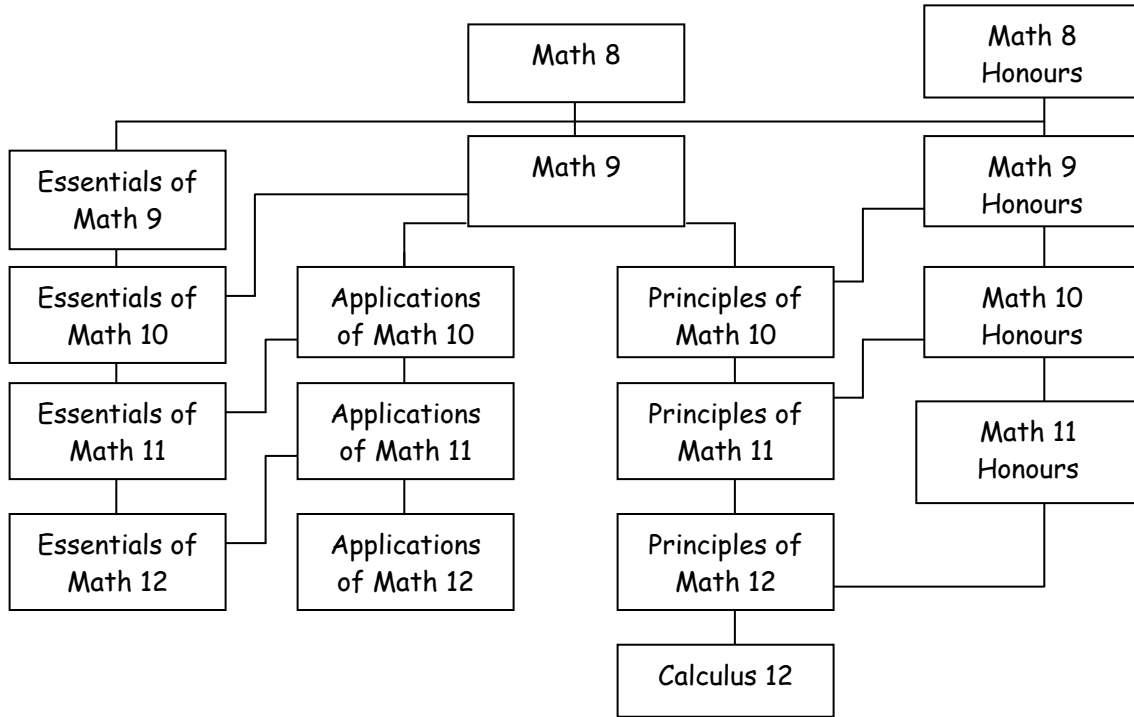 Math 8
Math 8
Honours
Essentials of
Math 9
Math 9
Math 9
Honours
Essentials of
Math 10
Applications
of Math 10
Principles of
Math 10
Math 10
Honours
Essentials of
Math 11
Applications
of Math 11
Principles of
Math 11
Math 11
Honours
Essentials of
Math 12
Applications
of Math 12
Principles of
Math 12
Calculus 12